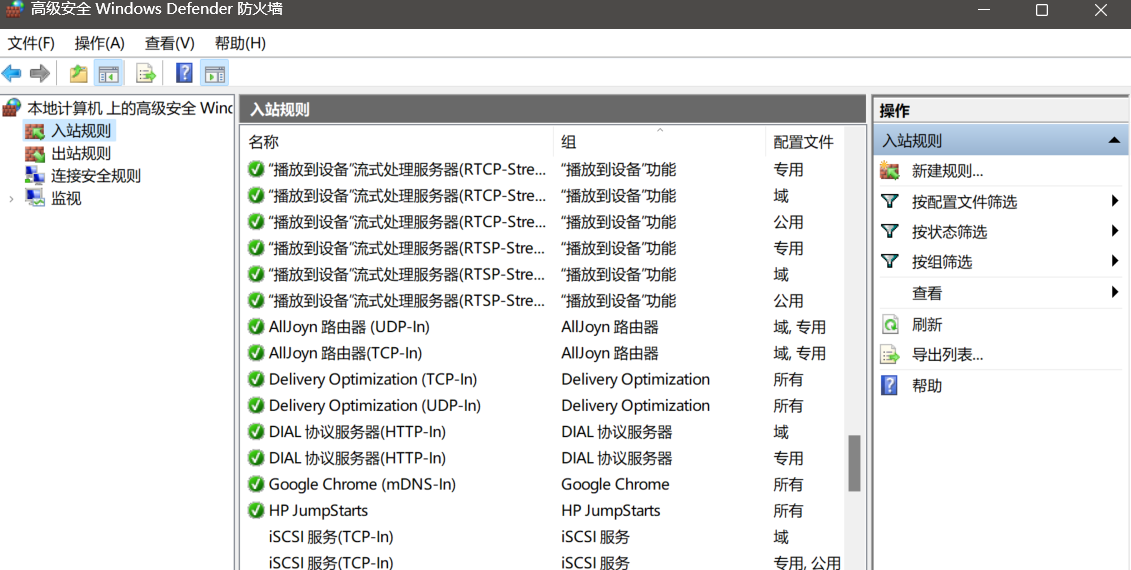 高级安全 Windows Defender 防火墙
文件(F) 操作(A) 查看(V) 帮助(H)
本地计算机 上的高级安全 Wind
入站规则
出站规则
连接安全规则
监视
入站规则
名称 组 配置文件
“播放到设备”流式处理服务器(RTCP-Stre... “播放到设备”功能 专用
“播放到设备”流式处理服务器(RTCP-Stre... “播放到设备”功能 域
“播放到设备”流式处理服务器(RTCP-Stre... “播放到设备”功能 公用
“播放到设备”流式处理服务器(RTSP-Stre... “播放到设备”功能 专用
“播放到设备”流式处理服务器(RTSP-Stre... “播放到设备”功能 域
“播放到设备”流式处理服务器(RTSP-Stre... “播放到设备”功能 公用
AllJoyn 路由器 (UDP-In) AllJoyn 路由器 域, 专用
AllJoyn 路由器(TCP-In) AllJoyn 路由器 域, 专用
Delivery Optimization (TCP-In) Delivery Optimization 所有
Delivery Optimization (UDP-In) Delivery Optimization 所有
DIAL 协议服务器(HTTP-In) DIAL 协议服务器 域
DIAL 协议服务器(HTTP-In) DIAL 协议服务器 专用
Google Chrome (mDNS-In) Google Chrome 所有
HP JumpStarts HP JumpStarts 所有
iSCSI 服务(TCP-In) iSCSI 服务 域
iSCSI 服务(TCP-In) iSCSI 服务 专用, 公用
操作
入站规则
新建规则...
按配置文件筛选
按状态筛选
按组筛选
查看
刷新
导出列表...
帮助